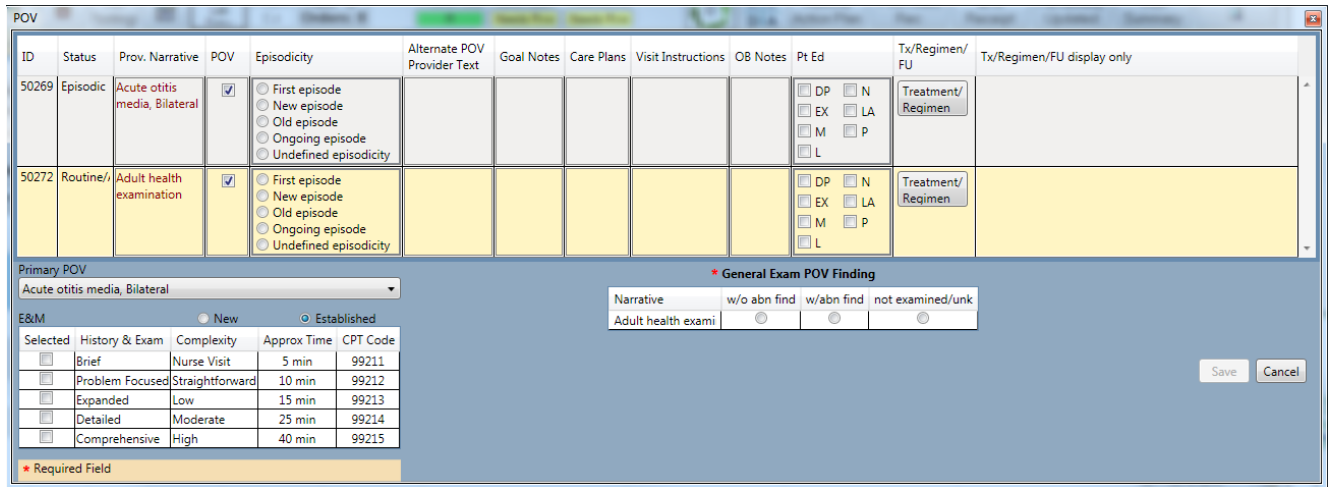 POV
ID Status Prov. Narrative POV Episodicity Alternate POV Provider Text Goal Notes Care Plans Visit Instructions OB Notes Pt Ed Tx/Regimen/ FU Tx/Regimen/FU display only
50269 Episodic Acute otitis media, Bilateral
First episode
New episode
Old episode
Ongoing episode
Undefined episodicity
DP N
EX LA
M P
L
Treatment/
Regimen
50272 Routine/ Adult health examination
First episode
New episode
Old episode
Ongoing episode
Undefined episodicity
DP N
EX LA
M P
L
Treatment/
Regimen
Primary POV
Acute otitis media, Bilateral
E&M New Established
Selected History & Exam Complexity Approx Time CPT Code
Brief Nurse Visit 5 min 99211
Problem Focused Straightforward 10 min 99212
Expanded Low 15 min 99213
Detailed Moderate 25 min 99214
Comprehensive High 40 min 99215
* Required Field
* General Exam POV Finding
Narrative w/o abn find w/abn find not examined/unk
Adult health exami
Save Cancel